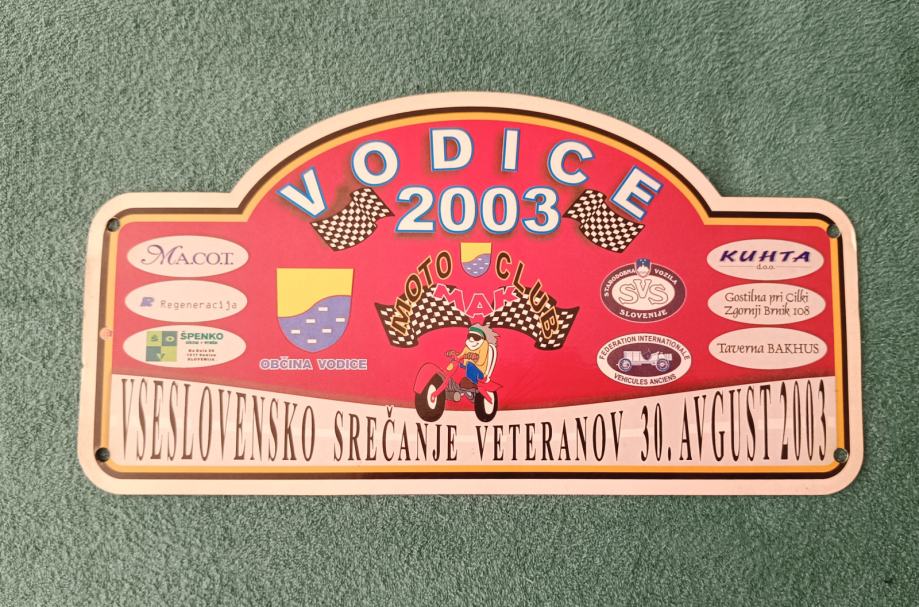 VODICE
2003
MACOT.
Regeneracija
ŠPENKO
SLOVENIJA
OBČINA VODICE
MOTO CLUB
MAK
STARODOBNA VOZILA
SVS
SLOVENIJE
FEDERATION INTERNATIONALE
VEHICULES ANCIENS
KUHTA
d.o.o.
Gostilna pri Cilki
Zgornji Brnik 108
Taverna BAKHUS
VSESLOVENSKO SREČANJE VETERANOV 30. AVGUST 2003